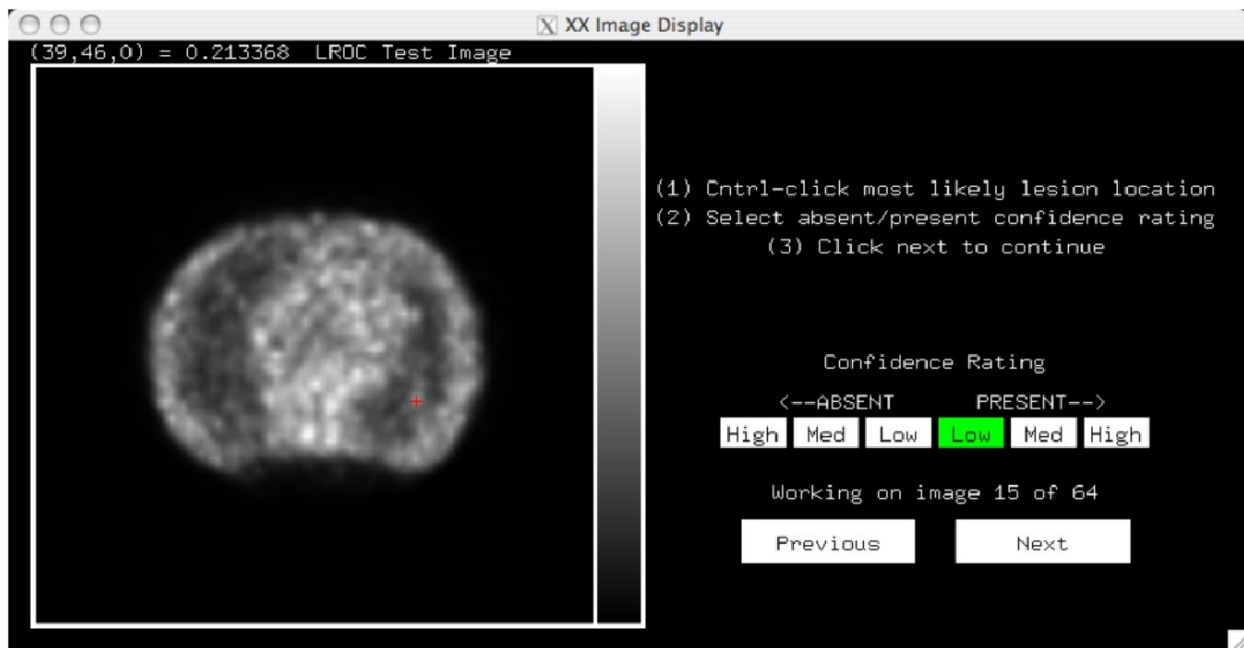 XX Image Display
(39,46,0) = 0.213368 LROC Test Image
(1) Cntrl-click most likely lesion location
(2) Select absent/present confidence rating
(3) Click next to continue
Confidence Rating
<--ABSENT PRESENT-->
High Med Low Low Med High
Working on image 15 of 64
Previous Next